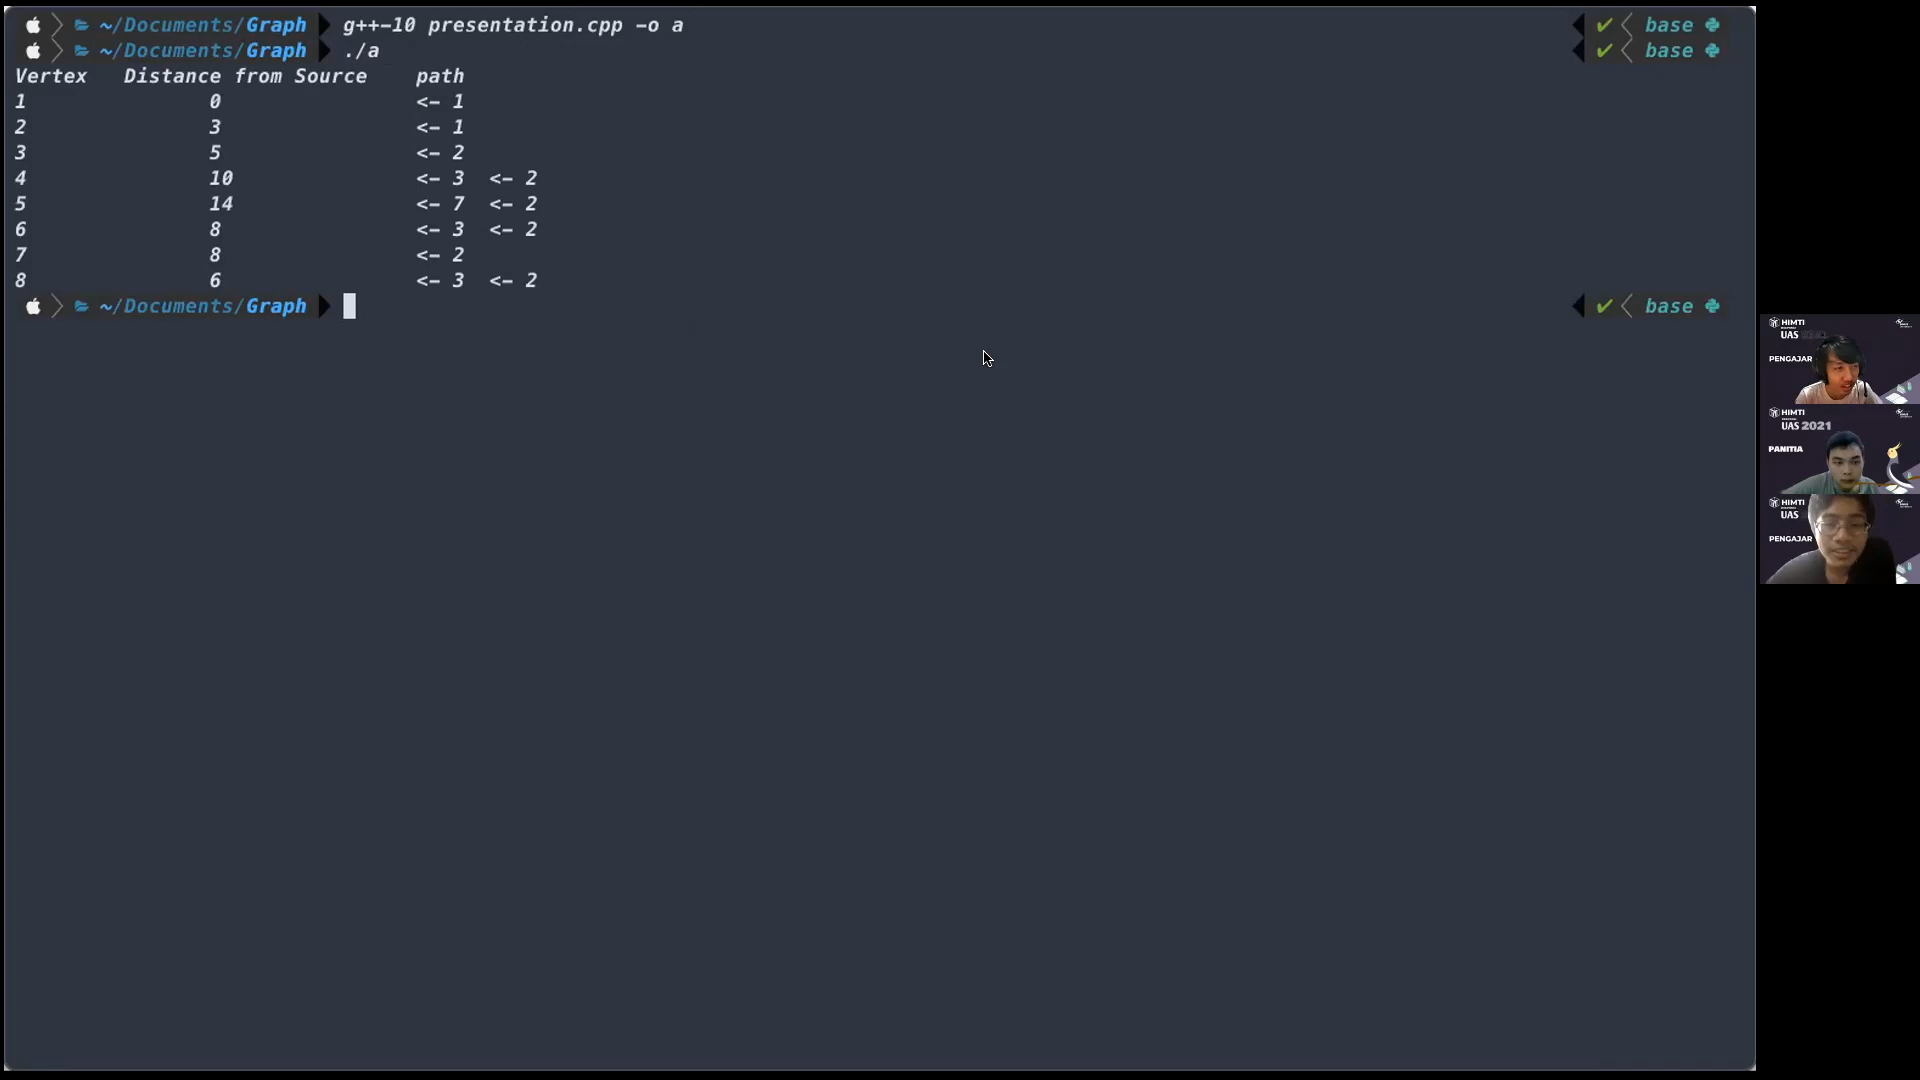 ~/Documents/Graph g++-10 presentation.cpp -o a ✔ base
~/Documents/Graph ./a ✔ base
Vertex Distance from Source path
1 0 <- 1
2 3 <- 1
3 5 <- 2
4 10 <- 3 <- 2
5 14 <- 7 <- 2
6 8 <- 3 <- 2
7 8 <- 2
8 6 <- 3 <- 2
~/Documents/Graph ✔ base
HIMTI
UAS
PENGAJAR
HIMTI
UAS 2021
PANITIA
HIMTI
UAS
PENGAJAR